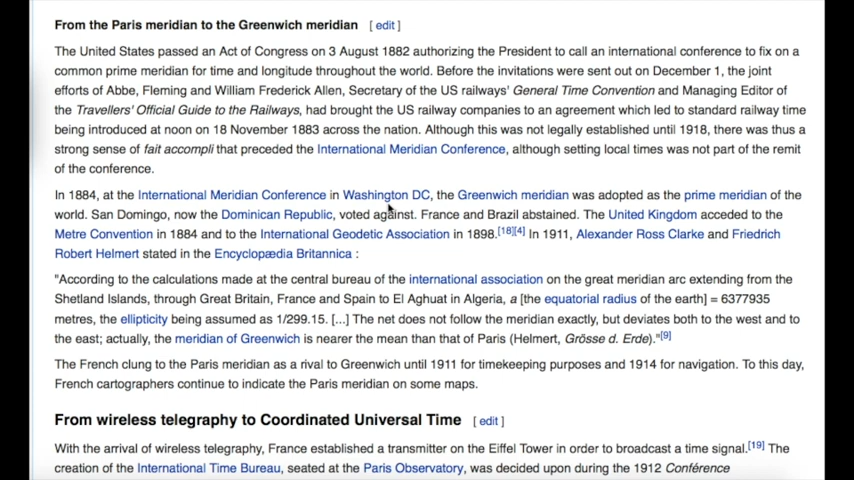 From the Paris meridian to the Greenwich meridian [ edit ]
The United States passed an Act of Congress on 3 August 1882 authorizing the President to call an international conference to fix on a
common prime meridian for time and longitude throughout the world. Before the invitations were sent out on December 1, the joint
efforts of Abbe, Fleming and William Frederick Allen, Secretary of the US railways' General Time Convention and Managing Editor of
the Travellers' Official Guide to the Railways, had brought the US railway companies to an agreement which led to standard railway time
being introduced at noon on 18 November 1883 across the nation. Although this was not legally established until 1918, there was thus a
strong sense of fait accompli that preceded the International Meridian Conference, although setting local times was not part of the remit
of the conference.
In 1884, at the International Meridian Conference in Washington DC, the Greenwich meridian was adopted as the prime meridian of the
world. San Domingo, now the Dominican Republic, voted against. France and Brazil abstained. The United Kingdom acceded to the
Metre Convention in 1884 and to the International Geodetic Association in 1898.[18][4] In 1911, Alexander Ross Clarke and Friedrich
Robert Helmert stated in the Encyclopædia Britannica :
"According to the calculations made at the central bureau of the international association on the great meridian arc extending from the
Shetland Islands, through Great Britain, France and Spain to El Aghuat in Algeria, a [the equatorial radius of the earth] = 6377935
metres, the ellipticity being assumed as 1/299.15. [...] The net does not follow the meridian exactly, but deviates both to the west and to
the east; actually, the meridian of Greenwich is nearer the mean than that of Paris (Helmert, Grösse d. Erde)."[9]
The French clung to the Paris meridian as a rival to Greenwich until 1911 for timekeeping purposes and 1914 for navigation. To this day,
French cartographers continue to indicate the Paris meridian on some maps.
From wireless telegraphy to Coordinated Universal Time [ edit ]
With the arrival of wireless telegraphy, France established a transmitter on the Eiffel Tower in order to broadcast a time signal.[19] The
creation of the International Time Bureau, seated at the Paris Observatory, was decided upon during the 1912 Conférence